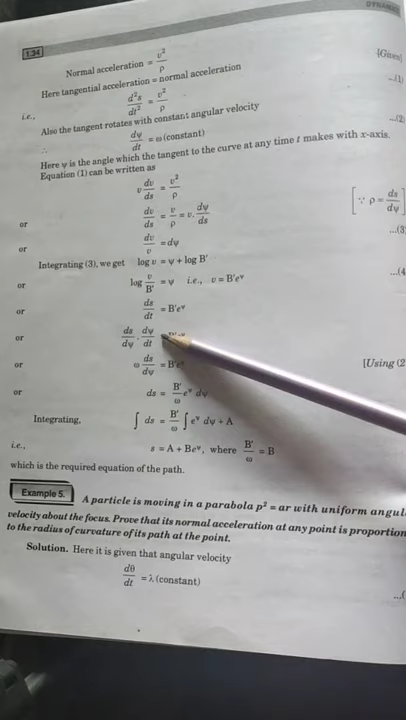 DYNAMICS
1.34
Normal acceleration = v²/ρ
[Given]
Here tangential acceleration = normal acceleration
i.e., d²s/dt² = v²/ρ ...(1)
Also the tangent rotates with constant angular velocity
dψ/dt = ω (constant) ...(2)
Here ψ is the angle which the tangent to the curve at any time t makes with x-axis.
Equation (1) can be written as
v dv/ds = v²/ρ
or dv/ds = v/ρ = v. dψ/ds [∵ ρ = ds/dψ]
or dv/v = dψ ...(3
Integrating (3), we get log v = ψ + log B′
or log v/B′ = ψ i.e., v = B′eᵠ ...(4
or ds/dt = B′eᵠ
or ds/dψ . dψ/dt
or ω ds/dψ = B′eᵠ [Using (2
or ds = B′/ω eᵠ dψ
Integrating, ∫ ds = B′/ω ∫ eᵠ dψ + A
i.e., s = A + Beᵠ, where B′/ω = B
which is the required equation of the path.
Example 5. A particle is moving in a parabola p² = ar with uniform angul
velocity about the focus. Prove that its normal acceleration at any point is proportion
to the radius of curvature of its path at the point.
Solution. Here it is given that angular velocity
dθ/dt = λ (constant) ...(